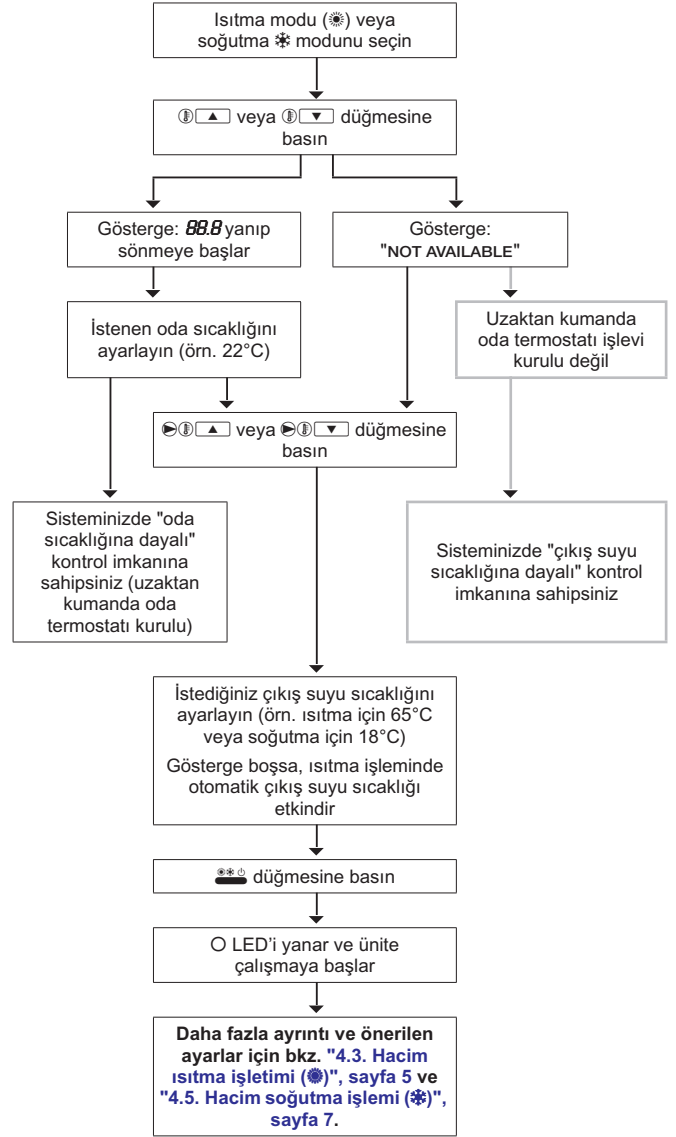 Isıtma modu (☀) veya
soğutma ❄ modunu seçin
▲ veya ▼ düğmesine
basın
Gösterge: 88.8 yanıp
sönmeye başlar
Gösterge:
"NOT AVAILABLE"
İstenen oda sıcaklığını
ayarlayın (örn. 22°C)
Uzaktan kumanda
oda termostatı işlevi
kurulu değil
▲ veya ▼ düğmesine
basın
Sisteminizde "oda
sıcaklığına dayalı"
kontrol imkanına
sahipsiniz (uzaktan
kumanda oda
termostatı kurulu)
Sisteminizde "çıkış suyu
sıcaklığına dayalı" kontrol
imkanına sahipsiniz
İstediğiniz çıkış suyu sıcaklığını
ayarlayın (örn. ısıtma için 65°C
veya soğutma için 18°C)
Gösterge boşsa, ısıtma işleminde
otomatik çıkış suyu sıcaklığı
etkindir
düğmesine basın
LED'i yanar ve ünite
çalışmaya başlar
Daha fazla ayrıntı ve önerilen
ayarlar için bkz. "4.3. Hacim
ısıtma işletimi (☀)", sayfa 5 ve
"4.5. Hacim soğutma işlemi (❄)",
sayfa 7.